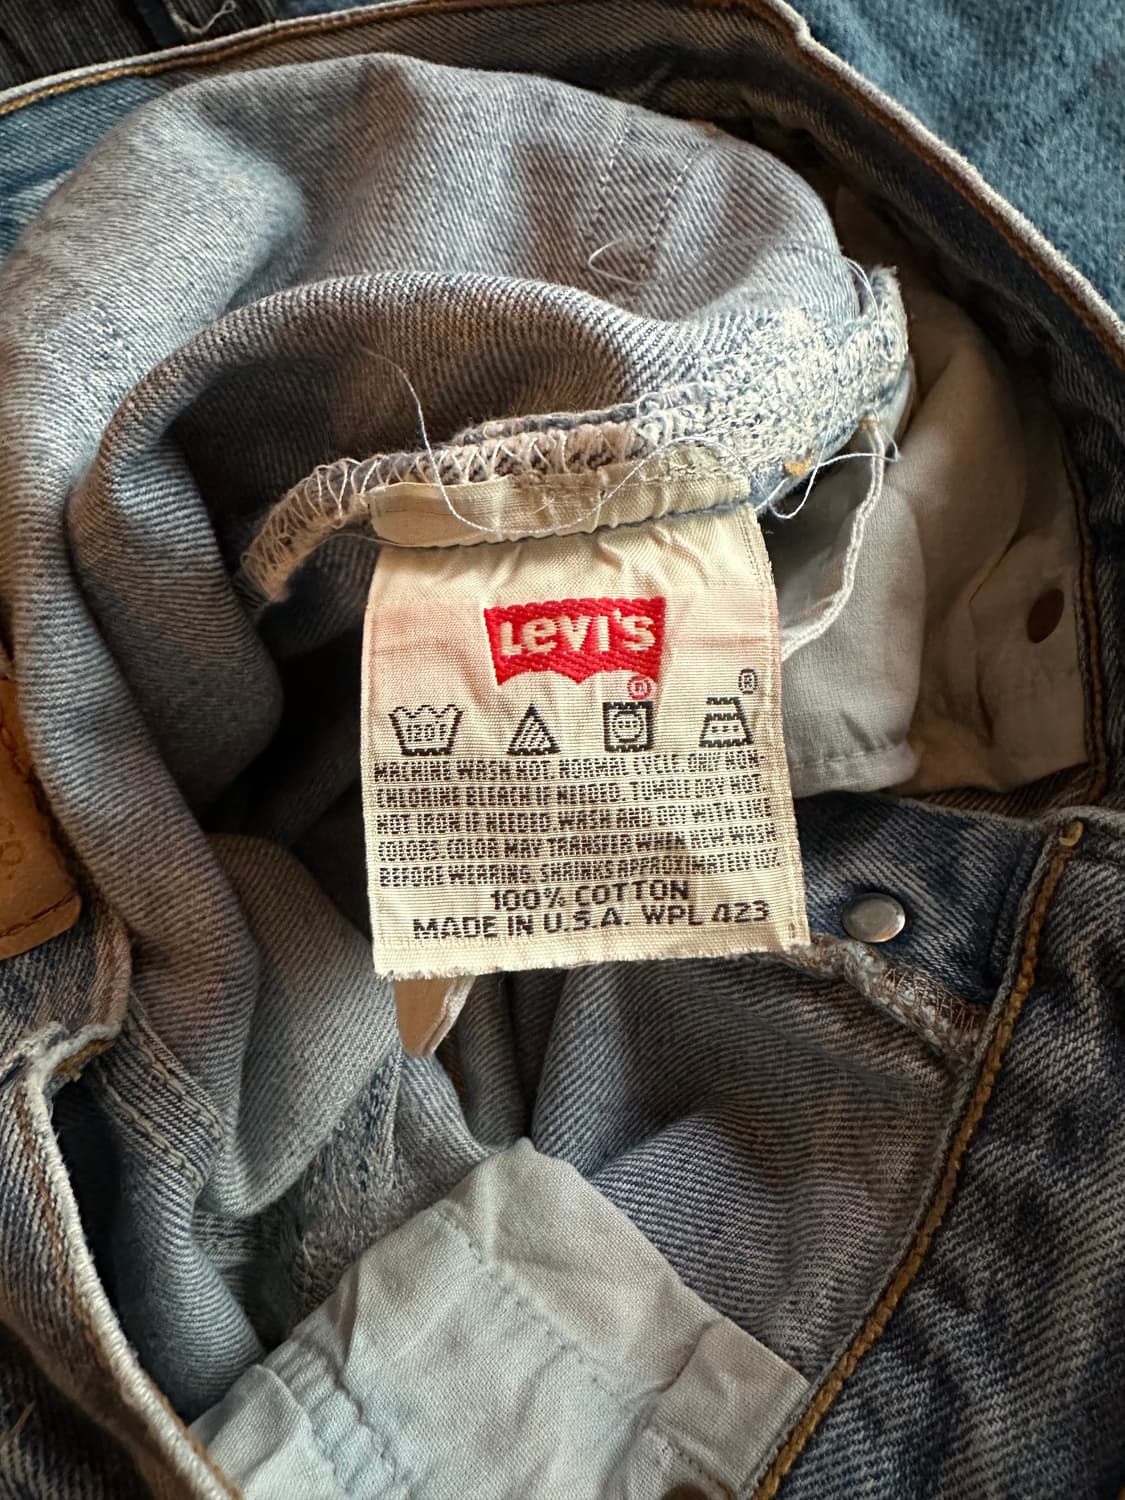 LEVI'S
®
®
120F
MACHINE WASH HOT, NORMAL CYCLE. ONLY NON-
CHLORINE BLEACH IF NEEDED. TUMBLE DRY HOT.
HOT IRON IF NEEDED. WASH AND DRY WITH LIKE
COLORS. COLOR MAY TRANSFER WHEN NEW. WASH
BEFORE WEARING. SHRINKS APPROXIMATELY 10%
100% COTTON
MADE IN U.S.A. WPL 423